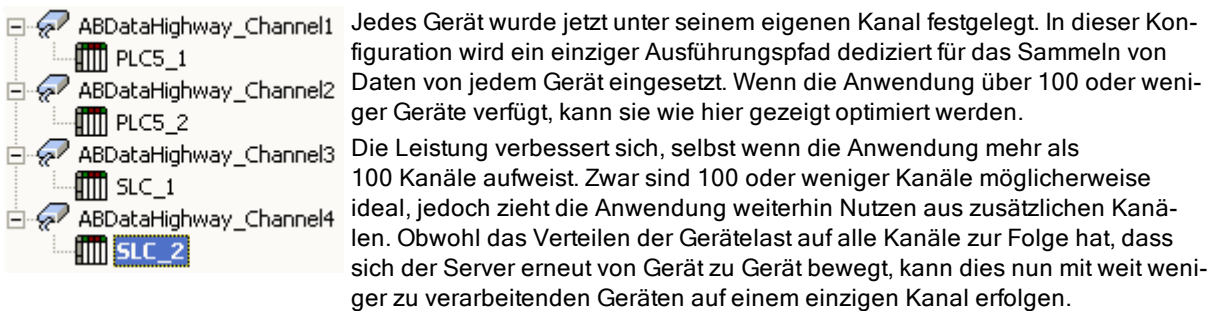 ABDataHighway_Channel1
PLC5_1
ABDataHighway_Channel2
PLC5_2
ABDataHighway_Channel3
SLC_1
ABDataHighway_Channel4
SLC_2
Jedes Gerät wurde jetzt unter seinem eigenen Kanal festgelegt. In dieser Kon-
figuration wird ein einziger Ausführungspfad dediziert für das Sammeln von
Daten von jedem Gerät eingesetzt. Wenn die Anwendung über 100 oder weni-
ger Geräte verfügt, kann sie wie hier gezeigt optimiert werden.
Die Leistung verbessert sich, selbst wenn die Anwendung mehr als
100 Kanäle aufweist. Zwar sind 100 oder weniger Kanäle möglicherweise
ideal, jedoch zieht die Anwendung weiterhin Nutzen aus zusätzlichen Kanä-
len. Obwohl das Verteilen der Gerätelast auf alle Kanäle zur Folge hat, dass
sich der Server erneut von Gerät zu Gerät bewegt, kann dies nun mit weit weni-
ger zu verarbeitenden Geräten auf einem einzigen Kanal erfolgen.